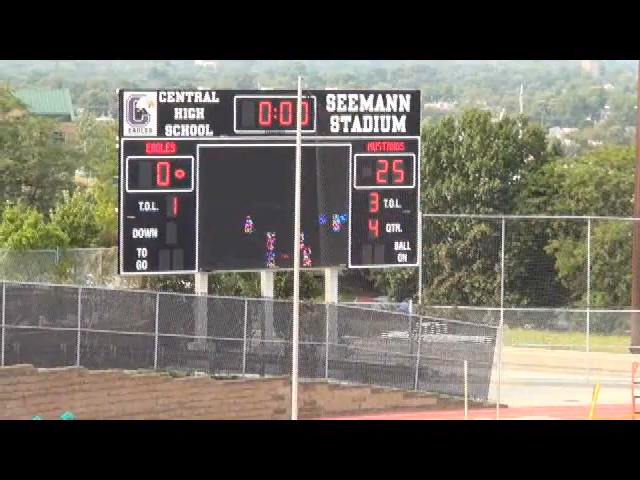 C
EAGLES
CENTRAL
HIGH
SCHOOL
0:00
SEEMANN
STADIUM
EAGLES
0
MUSTANGS
25
T.O.L. 1
3 T.O.L.
DOWN
4 QTR.
TO
GO
BALL
ON